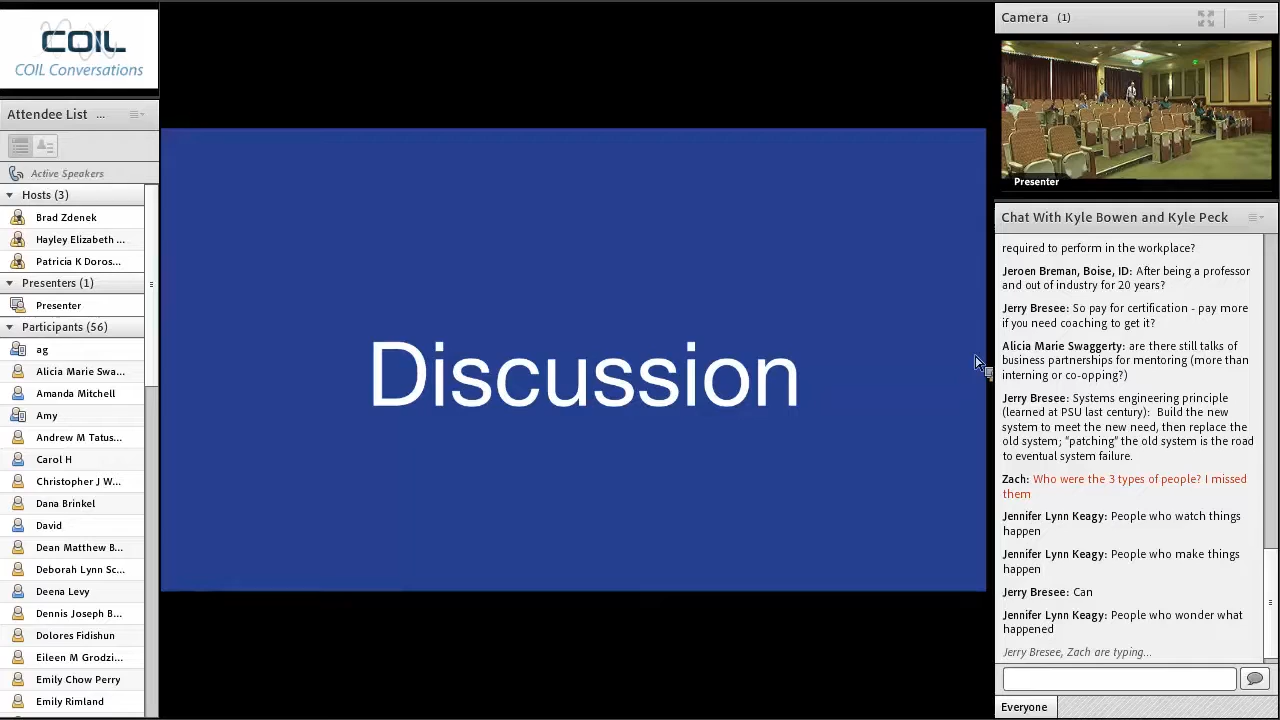 COIL
COIL Conversations
Attendee List ...
Active Speakers
Hosts (3)
Brad Zdenek
Hayley Elizabeth ...
Patricia K Doros...
Presenters (1)
Presenter
Participants (56)
ag
Alicia Marie Swa...
Amanda Mitchell
Amy
Andrew M Tatus...
Carol H
Christopher J W...
Dana Brinkel
David
Dean Matthew B...
Deborah Lynn Sc...
Deena Levy
Dennis Joseph B...
Dolores Fidishun
Eileen M Grodzi...
Emily Chow Perry
Emily Rimland
Discussion
Camera (1)
Presenter
Chat With Kyle Bowen and Kyle Peck
required to perform in the workplace?
Jeroen Breman, Boise, ID: After being a professor
and out of industry for 20 years?
Jerry Bresee: So pay for certification - pay more
if you need coaching to get it?
Alicia Marie Swaggerty: are there still talks of
business partnerships for mentoring (more than
interning or co-opping?)
Jerry Bresee: Systems engineering principle
(learned at PSU last century): Build the new
system to meet the new need, then replace the
old system; "patching" the old system is the road
to eventual system failure.
Zach: Who were the 3 types of people? I missed
them
Jennifer Lynn Keagy: People who watch things
happen
Jennifer Lynn Keagy: People who make things
happen
Jerry Bresee: Can
Jennifer Lynn Keagy: People who wonder what
happened
Jerry Bresee, Zach are typing...
Everyone